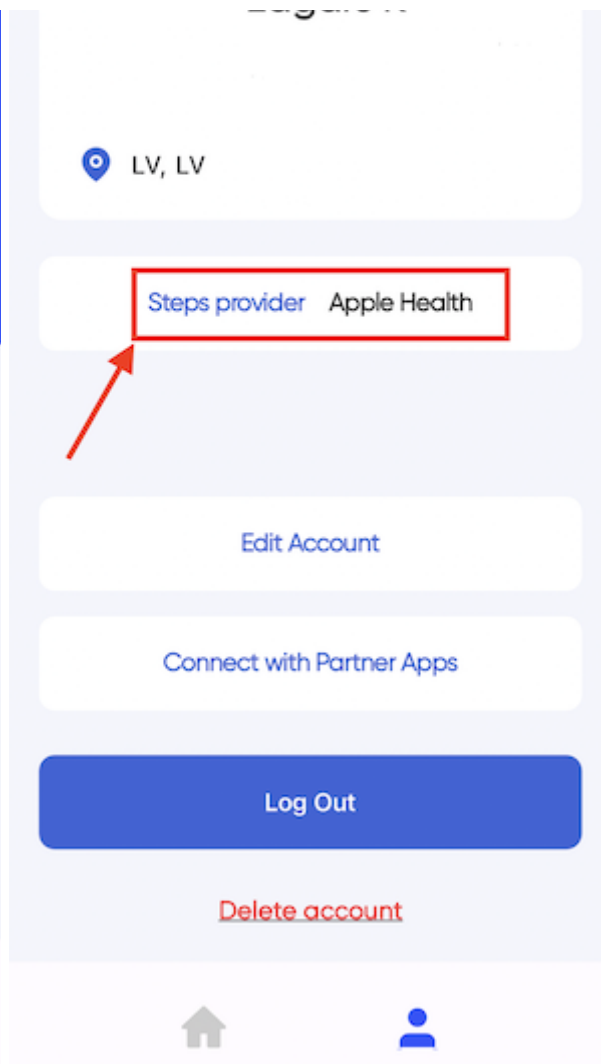 LV, LV
Steps provider Apple Health
Edit Account
Connect with Partner Apps
Log Out
Delete account